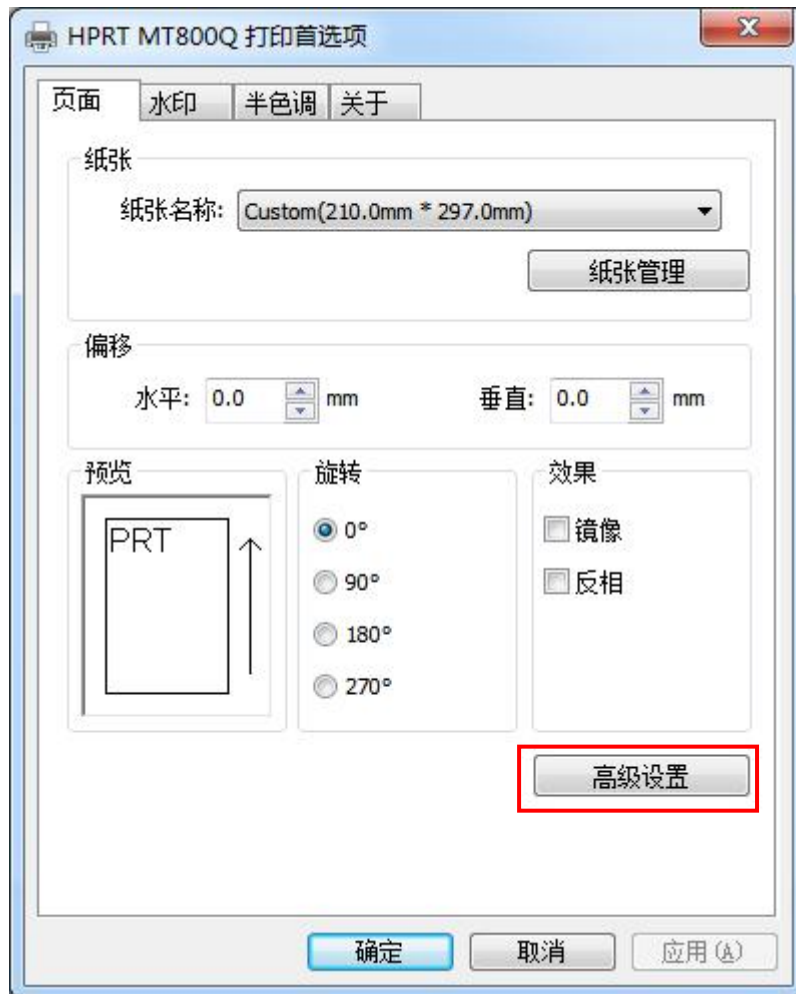 HPRT MT800Q 打印首选项
页面 水印 半色调 关于
纸张
纸张名称: Custom(210.0mm * 297.0mm)
纸张管理
偏移
水平: 0.0 mm 垂直: 0.0 mm
预览 旋转 效果
PRT
0° 镜像
90° 反相
180°
270°
高级设置
确定 取消 应用(A)